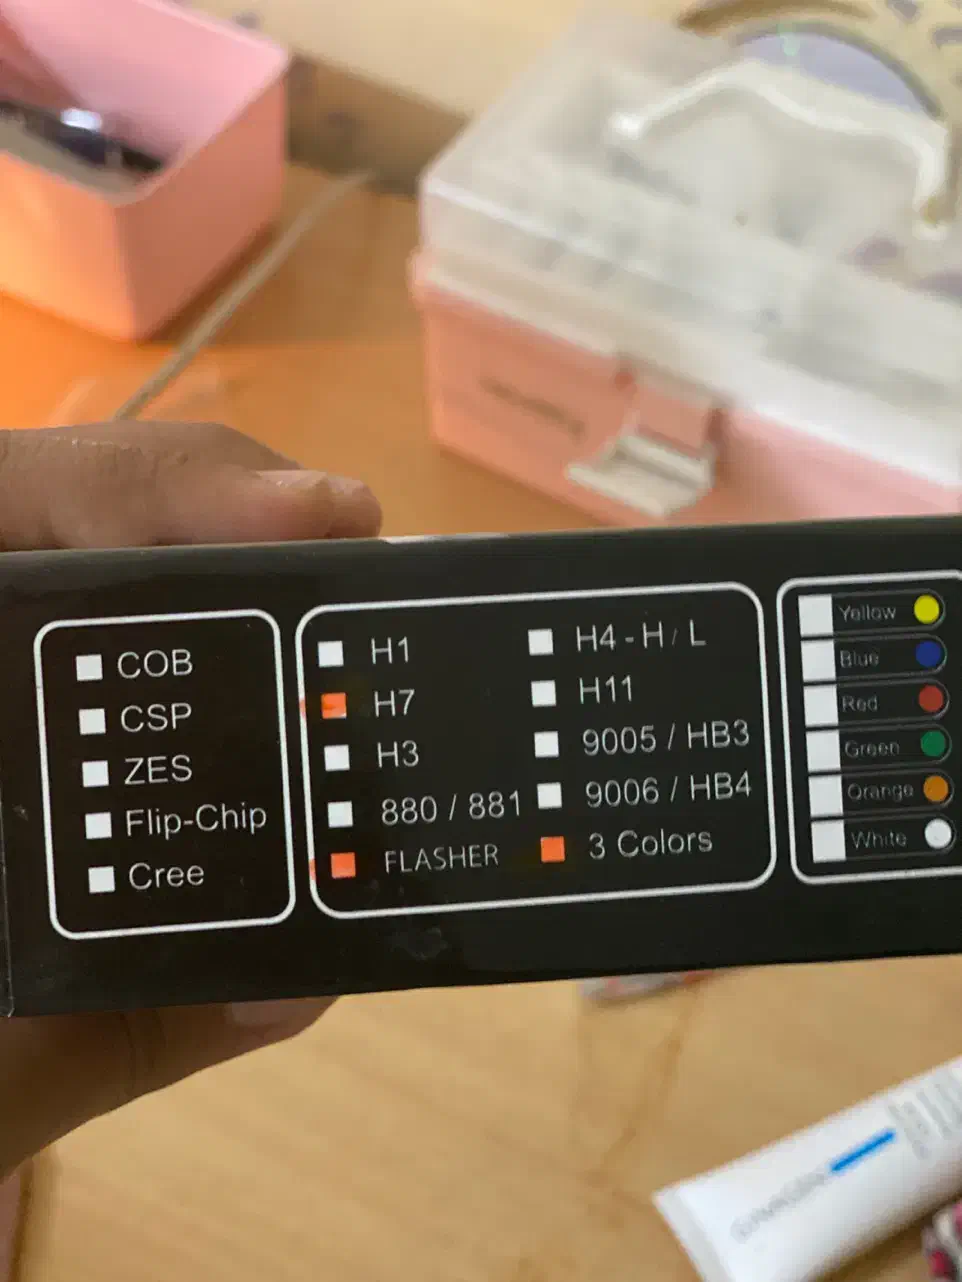 COB
CSP
ZES
Flip-Chip
Cree
H1
H7
H3
880 / 881
FLASHER
H4 - H / L
H11
9005 / HB3
9006 / HB4
3 Colors
Yellow
Blue
Red
Green
Orange
White